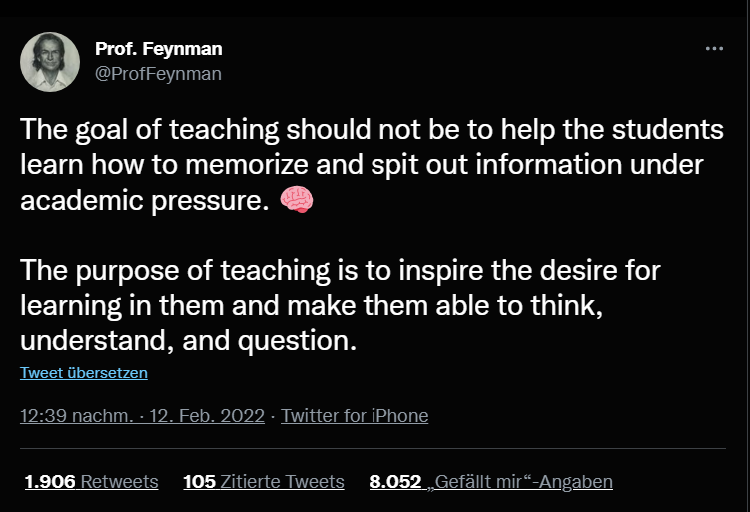 Prof. Feynman
@ProfFeynman
The goal of teaching should not be to help the students
learn how to memorize and spit out information under
academic pressure. 🧠
The purpose of teaching is to inspire the desire for
learning in them and make them able to think,
understand, and question.
Tweet übersetzen
12:39 nachm. · 12. Feb. 2022 · Twitter for iPhone
1.906 Retweets 105 Zitierte Tweets 8.052 „Gefällt mir“-Angaben